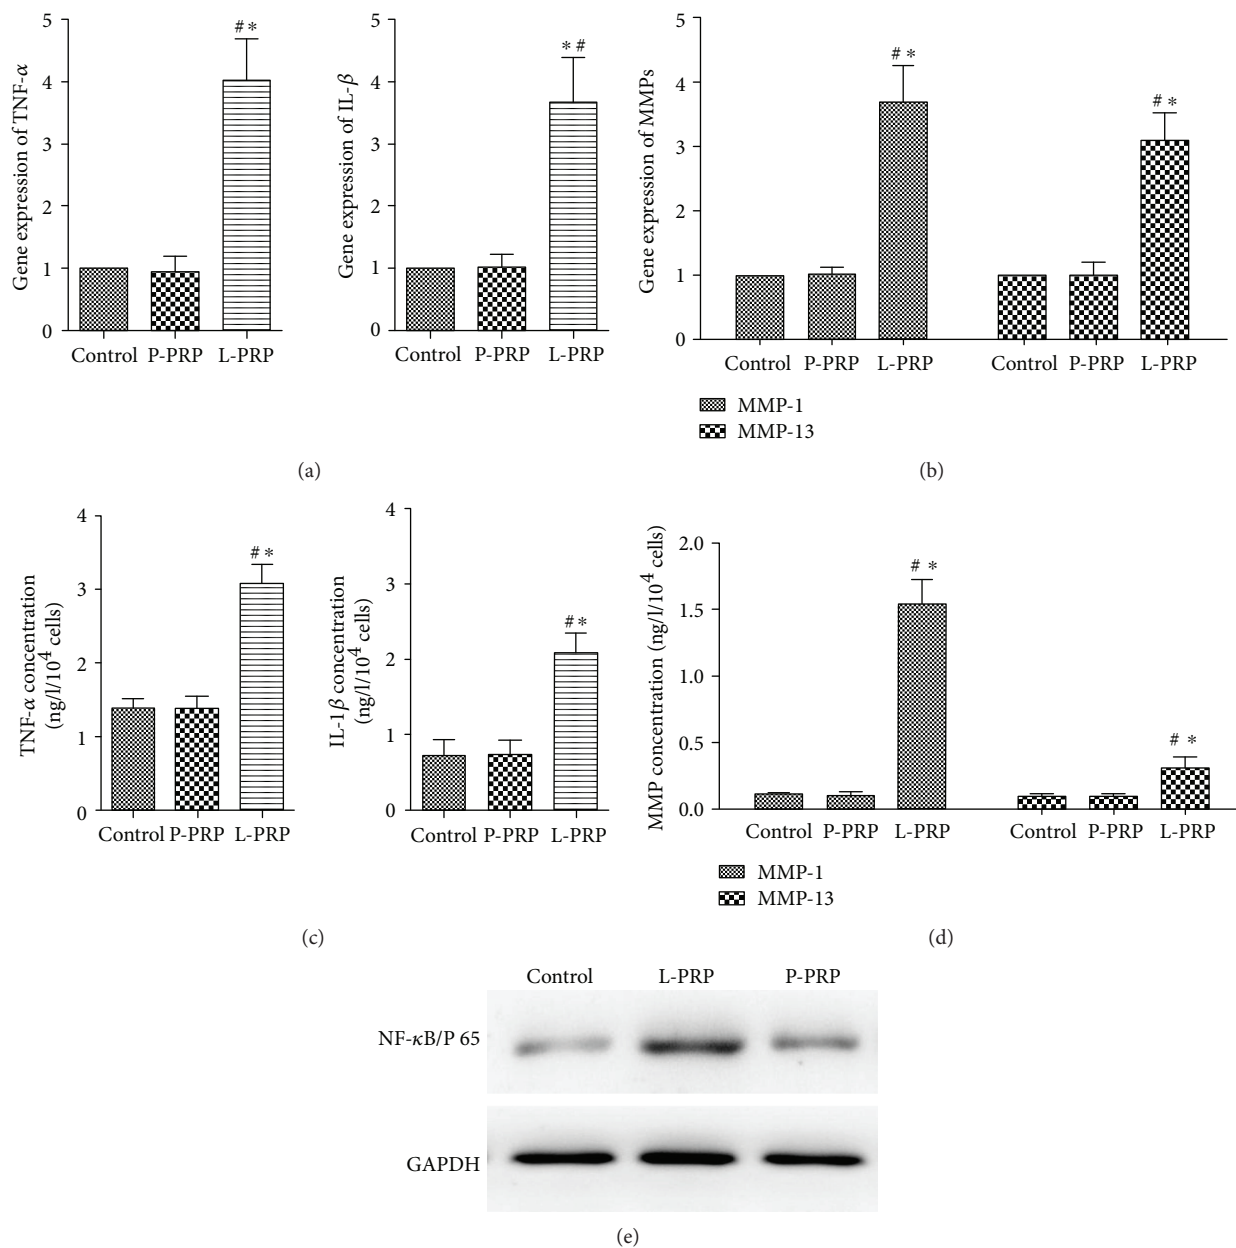 Gene expression of TNF-α
5
4
3
2
1
0
# *
Control P-PRP L-PRP
Gene expression of IL-β
5
4
3
2
1
0
* #
Control P-PRP L-PRP
(a)
Gene expression of MMPs
5
4
3
2
1
0
# *
# *
Control P-PRP L-PRP Control P-PRP L-PRP
MMP-1
MMP-13
(b)
TNF-α concentration
(ng/l/10⁴ cells)
4
3
2
1
0
# *
Control P-PRP L-PRP
IL-1β concentration
(ng/l/10⁴ cells)
4
3
2
1
0
# *
Control P-PRP L-PRP
(c)
MMP concentration (ng/l/10⁴ cells)
2.0
1.5
1.0
0.5
0.0
# *
# *
Control P-PRP L-PRP Control P-PRP L-PRP
MMP-1
MMP-13
(d)
Control L-PRP P-PRP
NF-κB/P 65
GAPDH
(e)